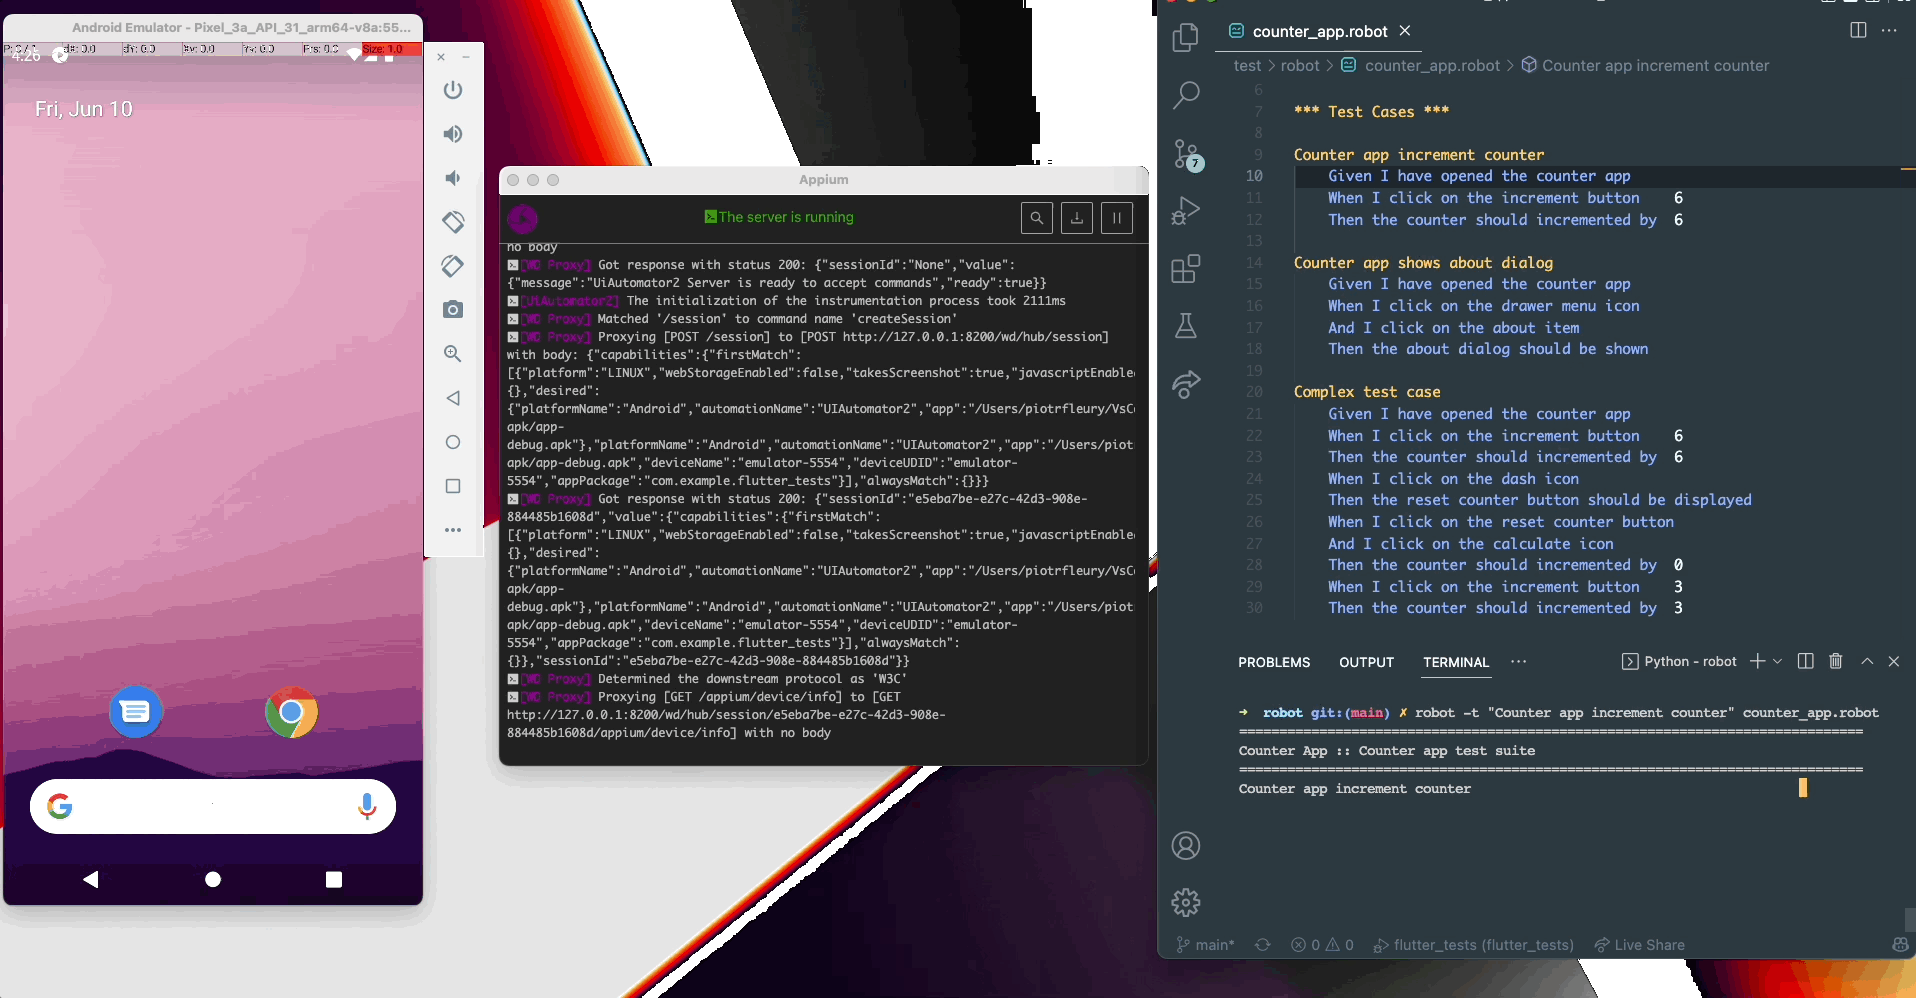 Android Emulator - Pixel_3a_API_31_arm64-v8a:55...
P: 0 / 1
dX: 0.0
dY: 0.0
Xv: 0.0
Yv: 0.0
Prs: 0.0
Size: 1.0
4:26
Fri, Jun 10
Appium
The server is running
no body
[WD Proxy] Got response with status 200: {"sessionId":"None","value":
{"message":"UiAutomator2 Server is ready to accept commands","ready":true}}
[UiAutomator2] The initialization of the instrumentation process took 2111ms
[WD Proxy] Matched '/session' to command name 'createSession'
[WD Proxy] Proxying [POST /session] to [POST http://127.0.0.1:8200/wd/hub/session]
with body: {"capabilities":{"firstMatch":
[{"platform":"LINUX","webStorageEnabled":false,"takesScreenshot":true,"javascriptEnable
{},"desired":
{"platformName":"Android","automationName":"UIAutomator2","app":"/Users/piotrfleury/VsC
apk/app-
debug.apk"},"platformName":"Android","automationName":"UIAutomator2","app":"/Users/piot
apk/app-debug.apk","deviceName":"emulator-5554","deviceUDID":"emulator-
5554","appPackage":"com.example.flutter_tests"}],"alwaysMatch":{}}}
[WD Proxy] Got response with status 200: {"sessionId":"e5eba7be-e27c-42d3-908e-
884485b1608d","value":{"capabilities":{"firstMatch":
[{"platform":"LINUX","webStorageEnabled":false,"takesScreenshot":true,"javascriptEnable
{},"desired":
{"platformName":"Android","automationName":"UIAutomator2","app":"/Users/piotrfleury/VsC
apk/app-
debug.apk"},"platformName":"Android","automationName":"UIAutomator2","app":"/Users/piot
apk/app-debug.apk","deviceName":"emulator-5554","deviceUDID":"emulator-
5554","appPackage":"com.example.flutter_tests"}],"alwaysMatch":
{}},"sessionId":"e5eba7be-e27c-42d3-908e-884485b1608d"}}
[WD Proxy] Determined the downstream protocol as 'W3C'
[WD Proxy] Proxying [GET /appium/device/info] to [GET
http://127.0.0.1:8200/wd/hub/session/e5eba7be-e27c-42d3-908e-
884485b1608d/appium/device/info] with no body
counter_app.robot
test > robot > counter_app.robot > Counter app increment counter
6
7 *** Test Cases ***
8
9 Counter app increment counter
10 Given I have opened the counter app
11 When I click on the increment button 6
12 Then the counter should incremented by 6
13
14 Counter app shows about dialog
15 Given I have opened the counter app
16 When I click on the drawer menu icon
17 And I click on the about item
18 Then the about dialog should be shown
19
20 Complex test case
21 Given I have opened the counter app
22 When I click on the increment button 6
23 Then the counter should incremented by 6
24 When I click on the dash icon
25 Then the reset counter button should be displayed
26 When I click on the reset counter button
27 And I click on the calculate icon
28 Then the counter should incremented by 0
29 When I click on the increment button 3
30 Then the counter should incremented by 3
7
PROBLEMS OUTPUT TERMINAL ··· Python - robot
➜ robot git:(main) ✗ robot -t "Counter app increment counter" counter_app.robot
==============================================================================
Counter App :: Counter app test suite
==============================================================================
Counter app increment counter
main* 0 0 flutter_tests (flutter_tests) Live Share